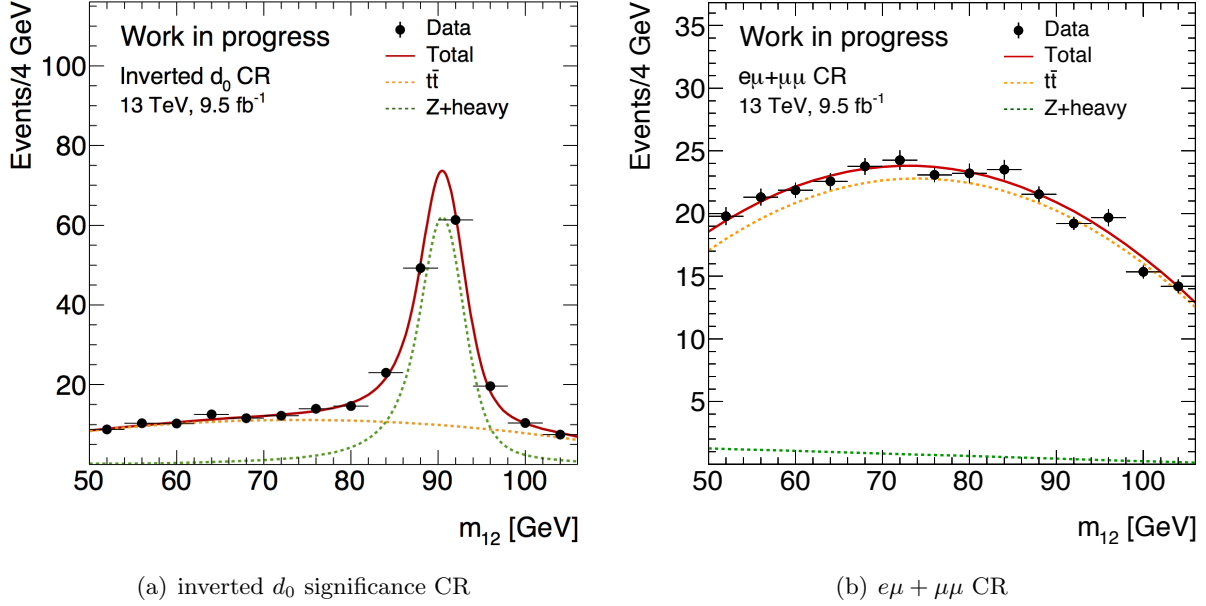 Events/4 GeV
100
80
60
40
20
Work in progress
Inverted d₀ CR
13 TeV, 9.5 fb⁻¹
Data
Total
tt̄
Z+heavy
50 60 70 80 90 100
m₁₂ [GeV]
(a) inverted d₀ significance CR
Events/4 GeV
35
30
25
20
15
10
5
Work in progress
eμ+μμ CR
13 TeV, 9.5 fb⁻¹
Data
Total
tt̄
Z+heavy
50 60 70 80 90 100
m₁₂ [GeV]
(b) eμ + μμ CR